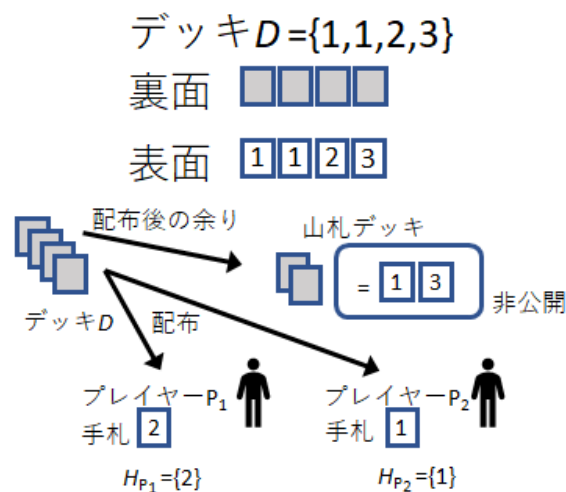 デッキD={1,1,2,3}
裏面
表面 1 1 2 3
配布後の余り
山札デッキ
= 1 3
非公開
デッキD
配布
プレイヤーP1
手札 2
HP1={2}
プレイヤーP2
手札 1
HP2={1}